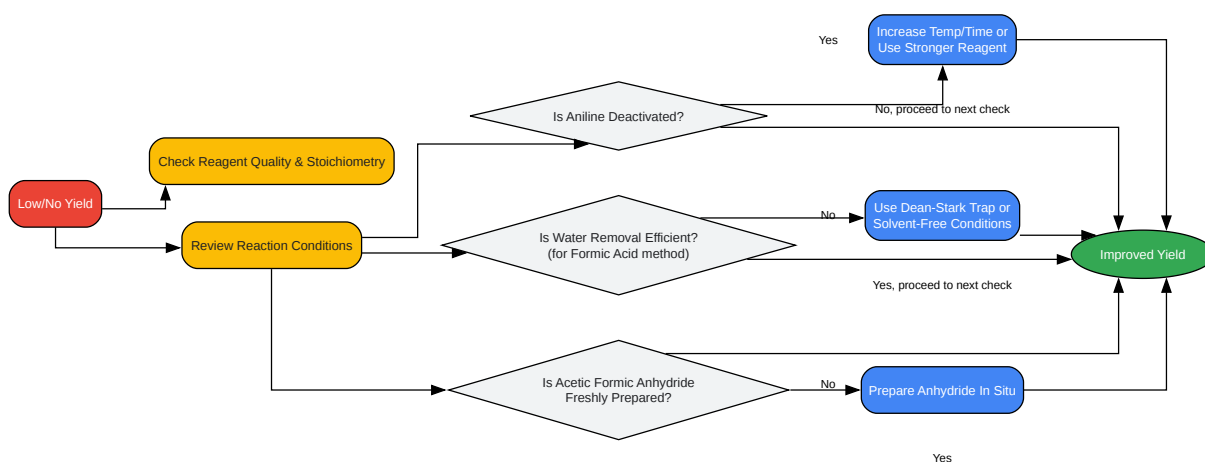 Yes
Increase Temp/Time or
Use Stronger Reagent
No, proceed to next check
Is Aniline Deactivated?
Check Reagent Quality & Stoichiometry
Low/No Yield
Review Reaction Conditions
Is Water Removal Efficient?
(for Formic Acid method)
No
Use Dean-Stark Trap or
Solvent-Free Conditions
Improved Yield
Yes, proceed to next check
Is Acetic Formic Anhydride
Freshly Prepared?
No
Prepare Anhydride In Situ
Yes